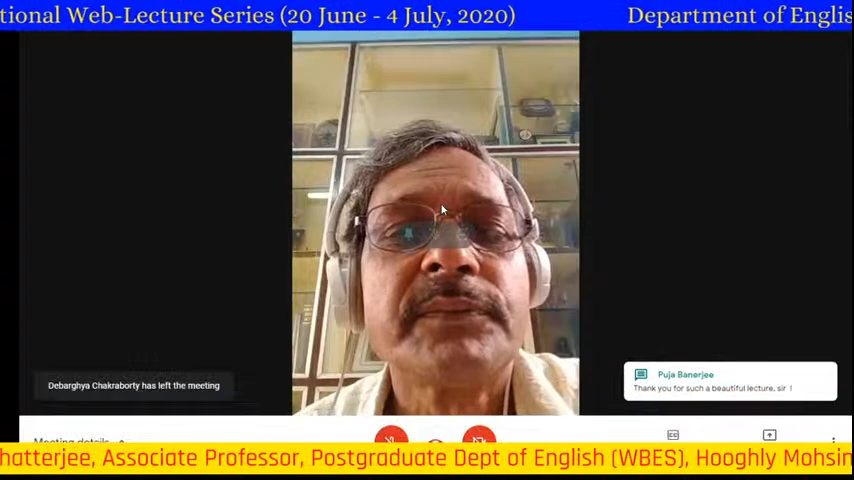 tional Web-Lecture Series (20 June - 4 July, 2020) Department of Englis
Debarghya Chakraborty has left the meeting
Puja Banerjee
Thank you for such a beautiful lecture, sir !
Meeting details
hatterjee, Associate Professor, Postgraduate Dept of English (WBES), Hooghly Mohsin